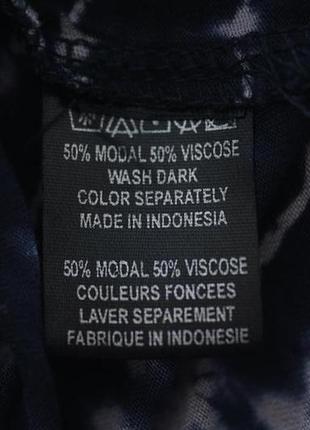 50% MODAL 50% VISCOSE
WASH DARK
COLOR SEPARATELY
MADE IN INDONESIA
50% MODAL 50% VISCOSE
COULEURS FONCEES
LAVER SEPAREMENT
FABRIQUE EN INDONESIE